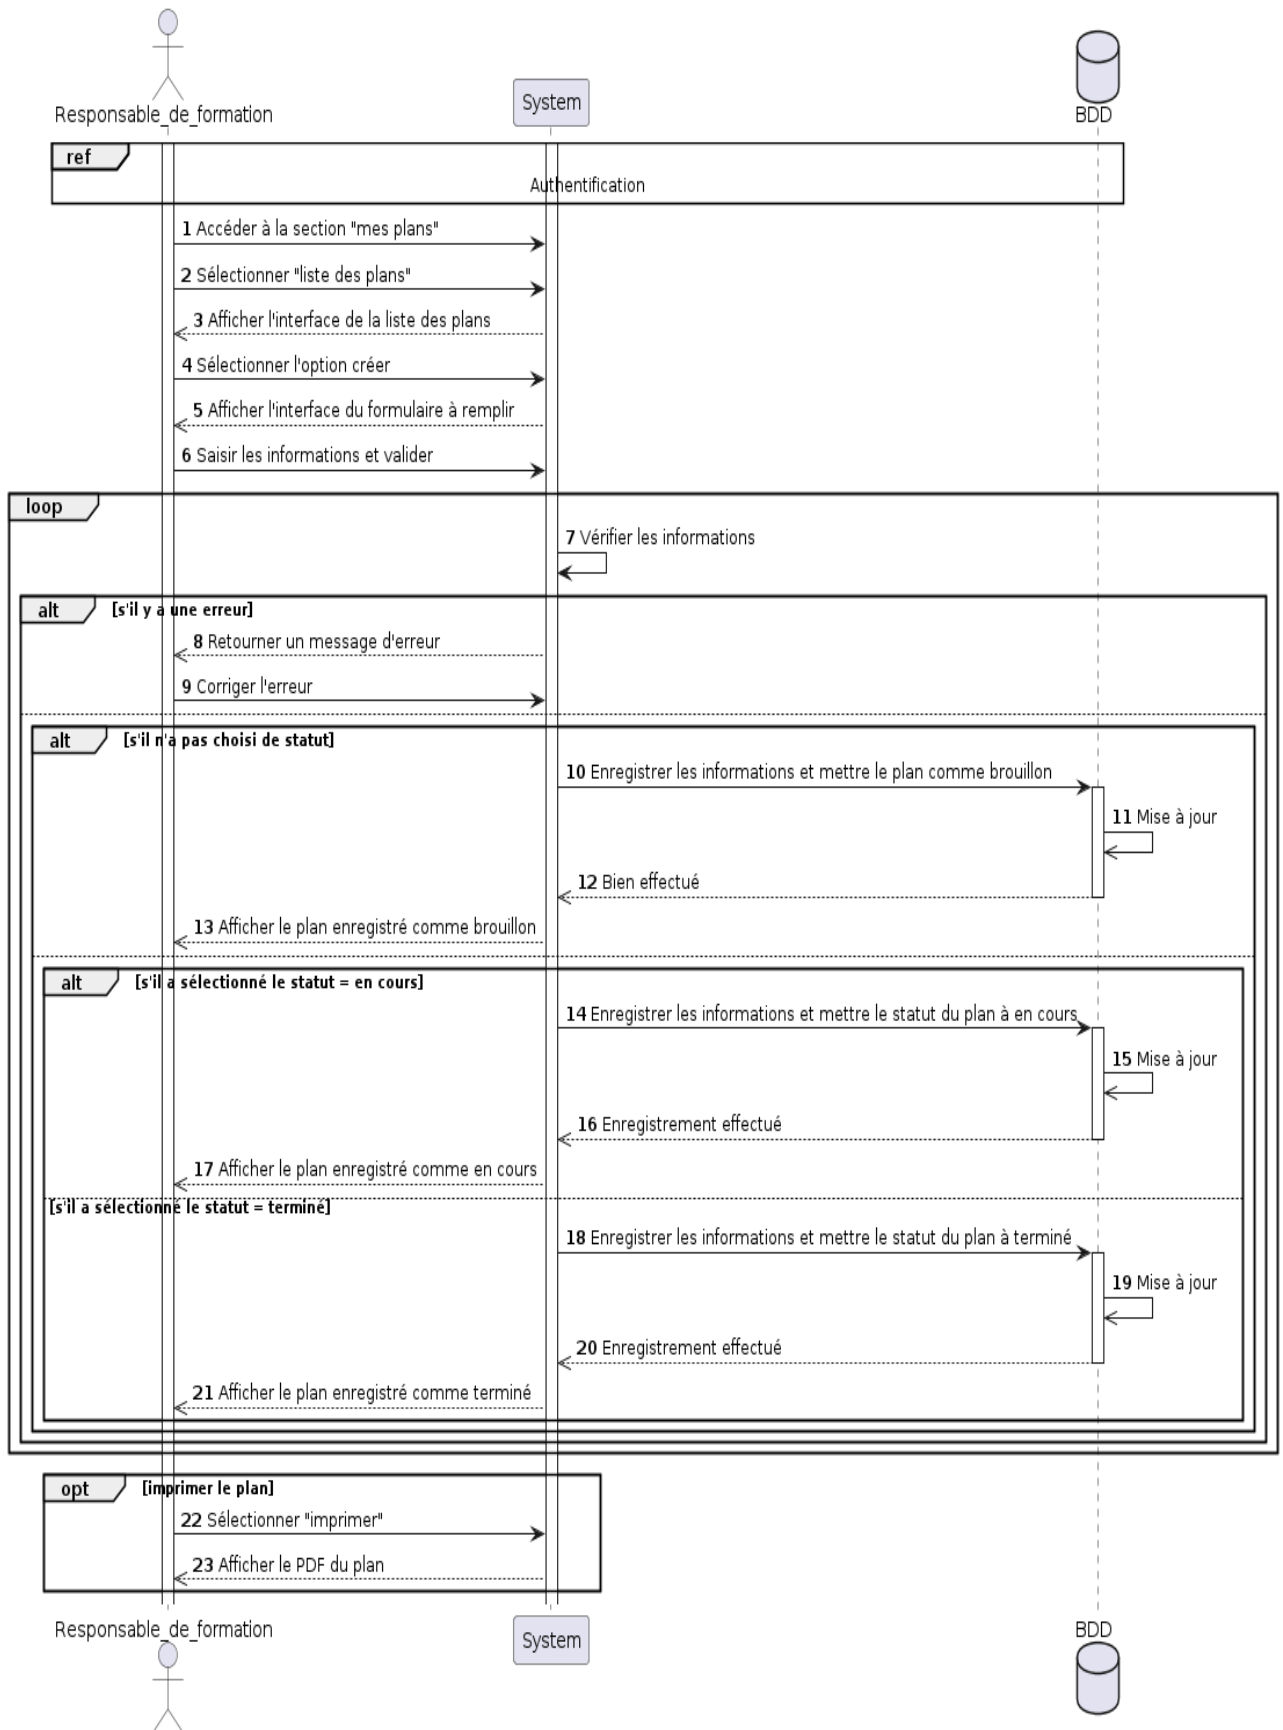 Responsable_de_formation
System
BDD
ref
Authentification
1 Accéder à la section "mes plans"
2 Sélectionner "liste des plans"
3 Afficher l'interface de la liste des plans
4 Sélectionner l'option créer
5 Afficher l'interface du formulaire à remplir
6 Saisir les informations et valider
loop
7 Vérifier les informations
alt [s'il y a une erreur]
8 Retourner un message d'erreur
9 Corriger l'erreur
alt [s'il n'a pas choisi de statut]
10 Enregistrer les informations et mettre le plan comme brouillon
11 Mise à jour
12 Bien effectué
13 Afficher le plan enregistré comme brouillon
alt [s'il a sélectionné le statut = en cours]
14 Enregistrer les informations et mettre le statut du plan à en cours
15 Mise à jour
16 Enregistrement effectué
17 Afficher le plan enregistré comme en cours
[s'il a sélectionné le statut = terminé]
18 Enregistrer les informations et mettre le statut du plan à terminé
19 Mise à jour
20 Enregistrement effectué
21 Afficher le plan enregistré comme terminé
opt [imprimer le plan]
22 Sélectionner "imprimer"
23 Afficher le PDF du plan
Responsable_de_formation
System
BDD